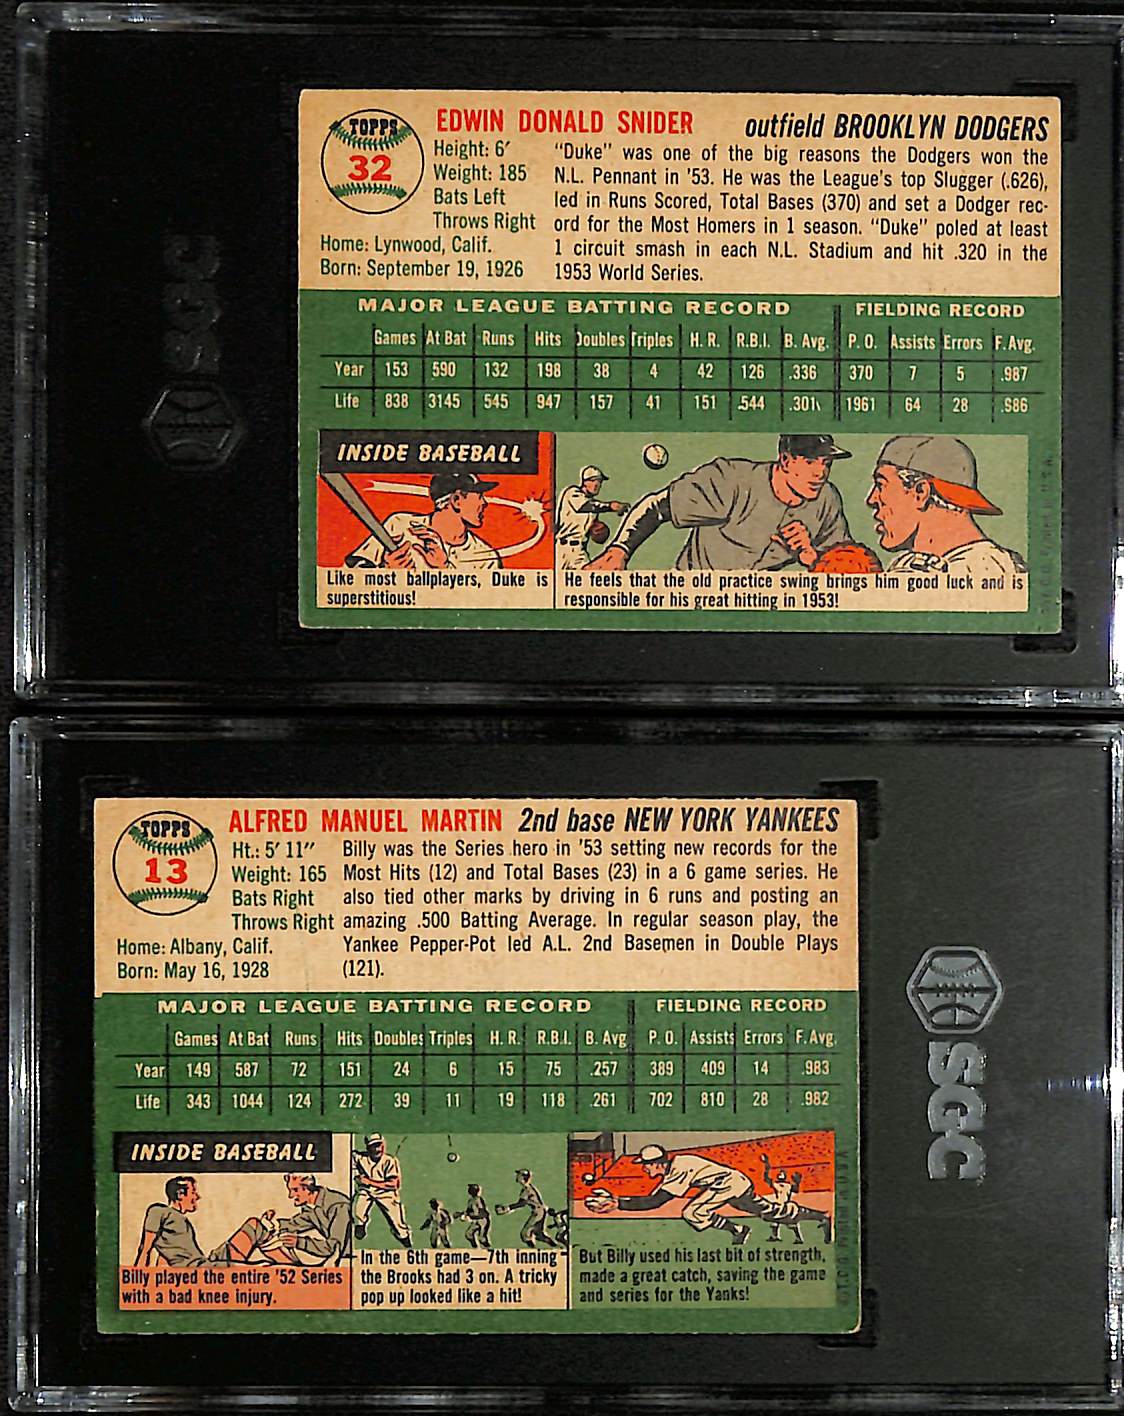 TOPPS
32
EDWIN DONALD SNIDER
outfield BROOKLYN DODGERS
Height: 6'
Weight: 185
Bats Left
Throws Right
Home: Lynwood, Calif.
Born: September 19, 1926
"Duke" was one of the big reasons the Dodgers won the
N.L. Pennant in '53. He was the League's top Slugger (.626),
led in Runs Scored, Total Bases (370) and set a Dodger rec-
ord for the Most Homers in 1 season. "Duke" poled at least
1 circuit smash in each N.L. Stadium and hit .320 in the
1953 World Series.
MAJOR LEAGUE BATTING RECORD FIELDING RECORD
Games At Bat Runs Hits Doubles Triples H. R. R.B.I. B. Avg. P. O. Assists Errors F. Avg.
Year 153 590 132 198 38 4 42 126 .336 370 7 5 .987
Life 838 3145 545 947 157 41 151 544 .301 1961 64 28 .986
INSIDE BASEBALL
Like most ballplayers, Duke is
superstitious!
He feels that the old practice swing brings him good luck and is
responsible for his great hitting in 1953!
SGC
TOPPS
13
ALFRED MANUEL MARTIN
2nd base NEW YORK YANKEES
Ht.: 5' 11"
Weight: 165
Bats Right
Throws Right
Home: Albany, Calif.
Born: May 16, 1928
Billy was the Series hero in '53 setting new records for the
Most Hits (12) and Total Bases (23) in a 6 game series. He
also tied other marks by driving in 6 runs and posting an
amazing .500 Batting Average. In regular season play, the
Yankee Pepper-Pot led A.L. 2nd Basemen in Double Plays
(121).
MAJOR LEAGUE BATTING RECORD FIELDING RECORD
Games At Bat Runs Hits Doubles Triples H. R. R.B.I. B. Avg. P. O. Assists Errors F. Avg.
Year 149 587 72 151 24 6 15 75 .257 389 409 14 .983
Life 343 1044 124 272 39 11 19 118 .261 702 810 28 .982
INSIDE BASEBALL
Billy played the entire '52 Series
with a bad knee injury.
In the 6th game—7th inning
the Brooks had 3 on. A tricky
pop up looked like a hit!
But Billy used his last bit of strength,
made a great catch, saving the game
and series for the Yanks!
SGC